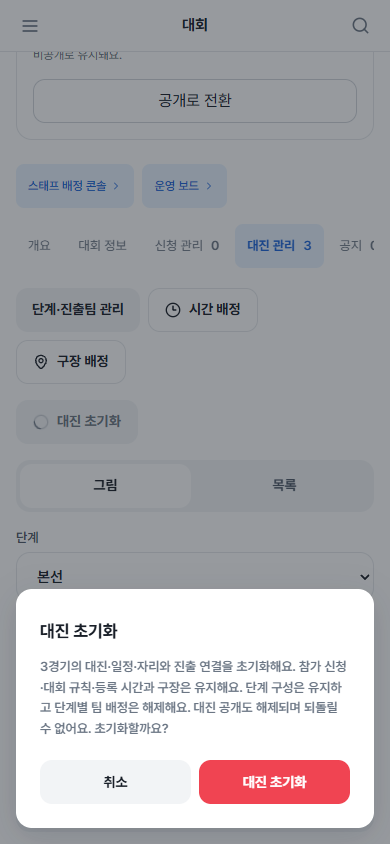 대회
비공개로 유지돼요.
공개로 전환
스태프 배정 콘솔
운영 보드
개요 대회 정보 신청 관리 0 대진 관리 3 공지
단계·진출팀 관리 시간 배정
구장 배정
대진 초기화
그림 목록
단계
본선
대진 초기화
3경기의 대진·일정·자리와 진출 연결을 초기화해요. 참가 신청
·대회 규칙·등록 시간과 구장은 유지해요. 단계 구성은 유지하
고 단계별 팀 배정은 해제해요. 대진 공개도 해제되며 되돌릴
수 없어요. 초기화할까요?
취소 대진 초기화